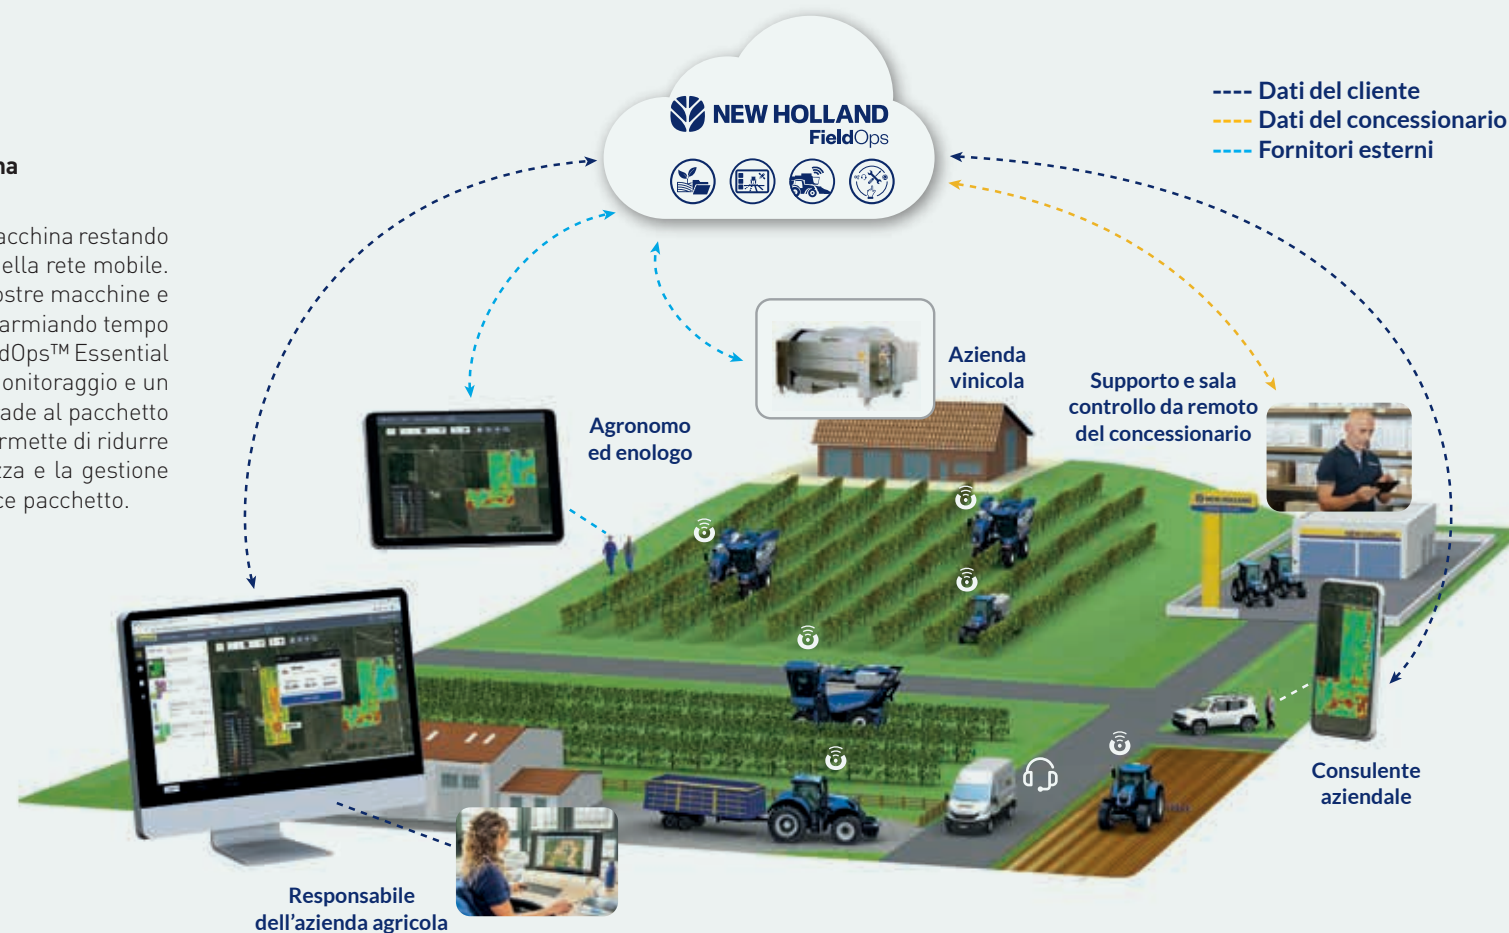 NEW HOLLAND
FieldOps
---- Dati del cliente
---- Dati del concessionario
---- Fornitori esterni
na
acchina restando
ella rete mobile.
ostre macchine e
armiando tempo
dOps™ Essential
onitoraggio e un
ade al pacchetto
rmette di ridurre
za e la gestione
ce pacchetto.
Azienda
vinicola
Supporto e sala
controllo da remoto
del concessionario
Agronomo
ed enologo
NEW HOLLAND
Consulente
aziendale
Responsabile
dell'azienda agricola